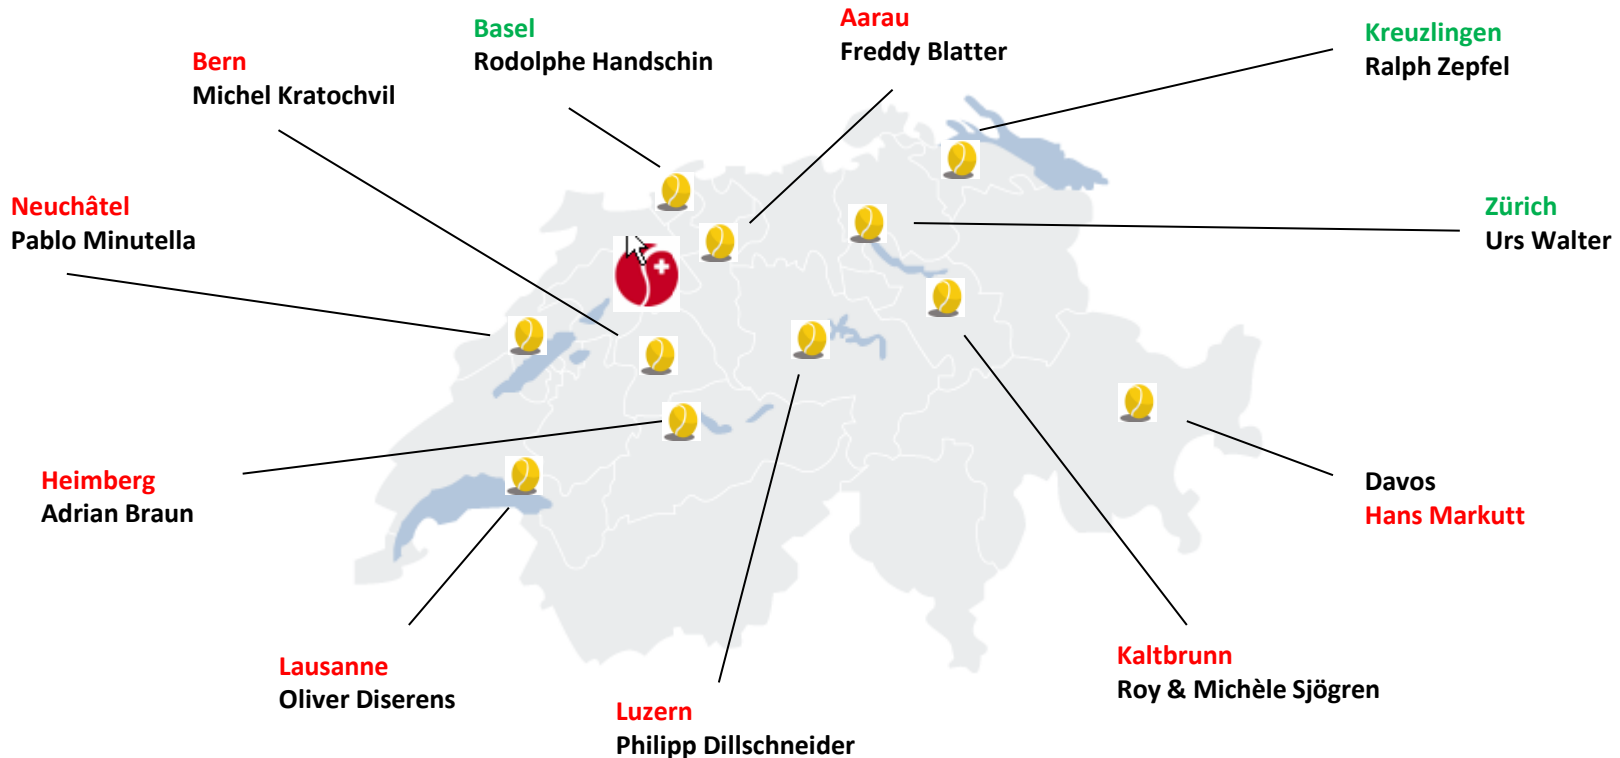 Aarau
Freddy Blatter
Basel
Rodolphe Handschin
Kreuzlingen
Ralph Zepfel
Bern
Michel Kratochvil
Neuchâtel
Pablo Minutella
Zürich
Urs Walter
Heimberg
Adrian Braun
Davos
Hans Markutt
Lausanne
Oliver Diserens
Kaltbrunn
Roy & Michèle Sjögren
Luzern
Philipp Dillschneider